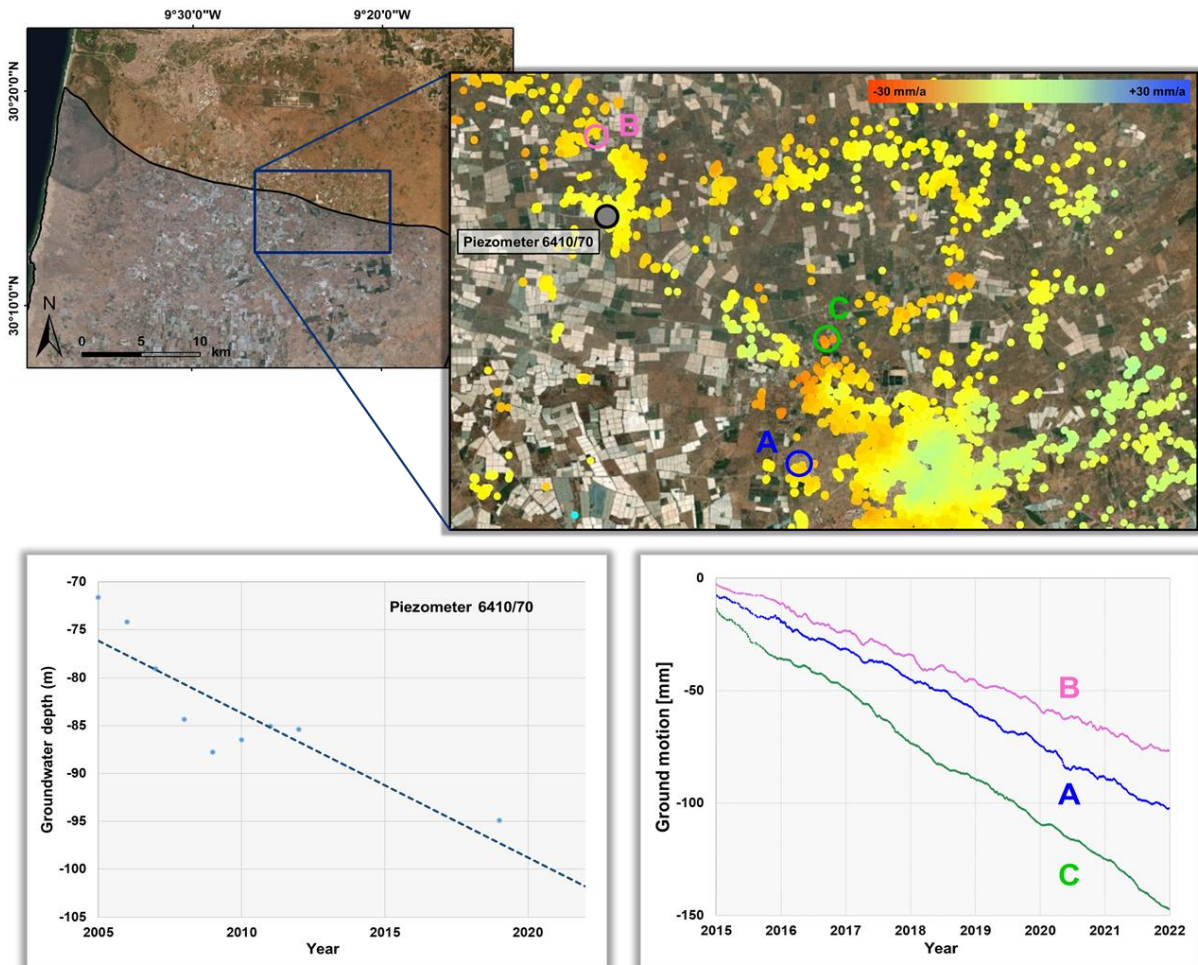 9°30'0"W
9°20'0"W
30°20'0"N
30°10'0"N
N
0
5
10
km
-30 mm/a
+30 mm/a
B
Piezometer 6410/70
C
A
-70
-75
-80
-85
-90
-95
-100
-105
Groundwater depth (m)
Piezometer 6410/70
2005
2010
2015
2020
Year
0
-50
-100
-150
Ground motion [mm]
B
A
C
2015
2016
2017
2018
2019
2020
2021
2022
Year